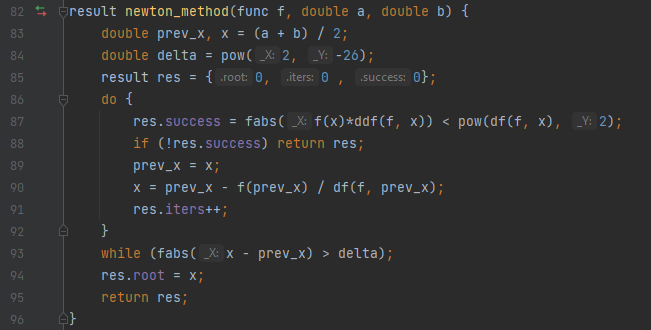 82 result newton_method(func f, double a, double b) {
83 double prev_x, x = (a + b) / 2;
84 double delta = pow(_X: 2, _Y: -26);
85 result res = {.root: 0, .iters: 0 , .success: 0};
86 do {
87 res.success = fabs(_X: f(x)*ddf(f, x)) < pow(df(f, x), _Y: 2);
88 if (!res.success) return res;
89 prev_x = x;
90 x = prev_x - f(prev_x) / df(f, prev_x);
91 res.iters++;
92 }
93 while (fabs(_X: x - prev_x) > delta);
94 res.root = x;
95 return res;
96 }